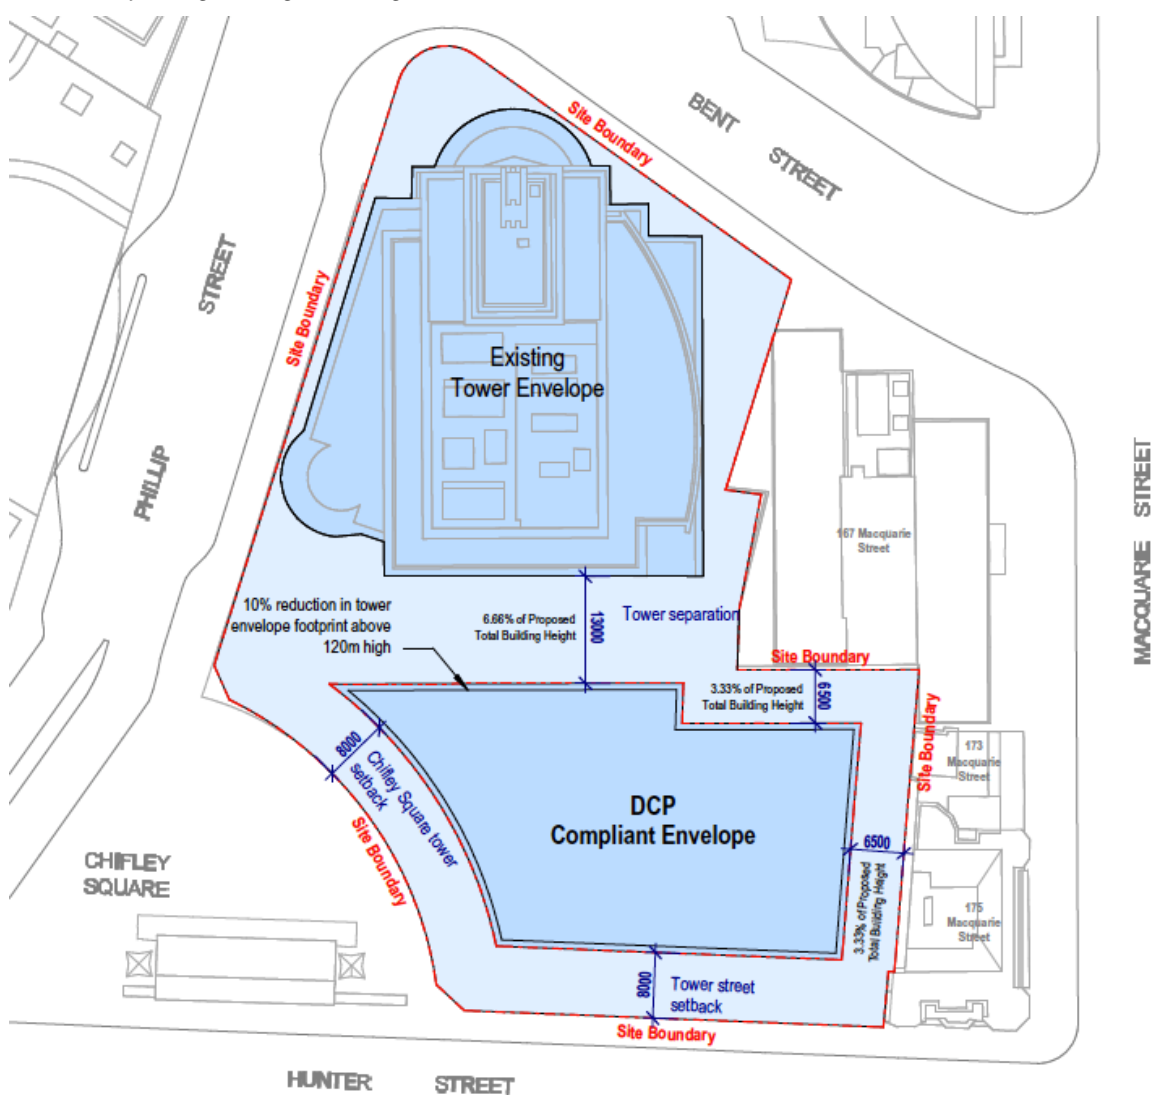 Site Boundary
BENT
STREET
STREET
Site Boundary
PHILLIP
Existing
Tower Envelope
MACQUARIE STREET
167 Macquarie
Street
10% reduction in tower
envelope footprint above
120m high
6.66% of Proposed
Total Building Height
13000
Tower separation
Site Boundary
3.33% of Proposed
Total Building Height
6500
Site Boundary
173
Macquarie
Street
8000
Chifley Square tower
setback
Site Boundary
DCP
Compliant Envelope
6500
3.33% of Proposed
Total Building Height
175
Macquarie
Street
CHIFLEY
SQUARE
8000
Tower street
setback
Site Boundary
HUNTER STREET